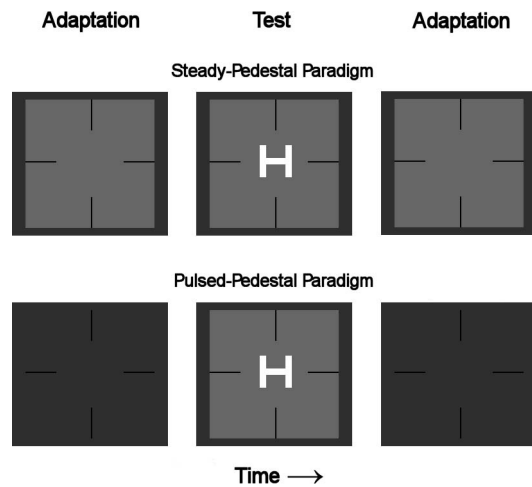 Adaptation Test Adaptation
Steady-Pedestal Paradigm
H
Pulsed-Pedestal Paradigm
H
Time →